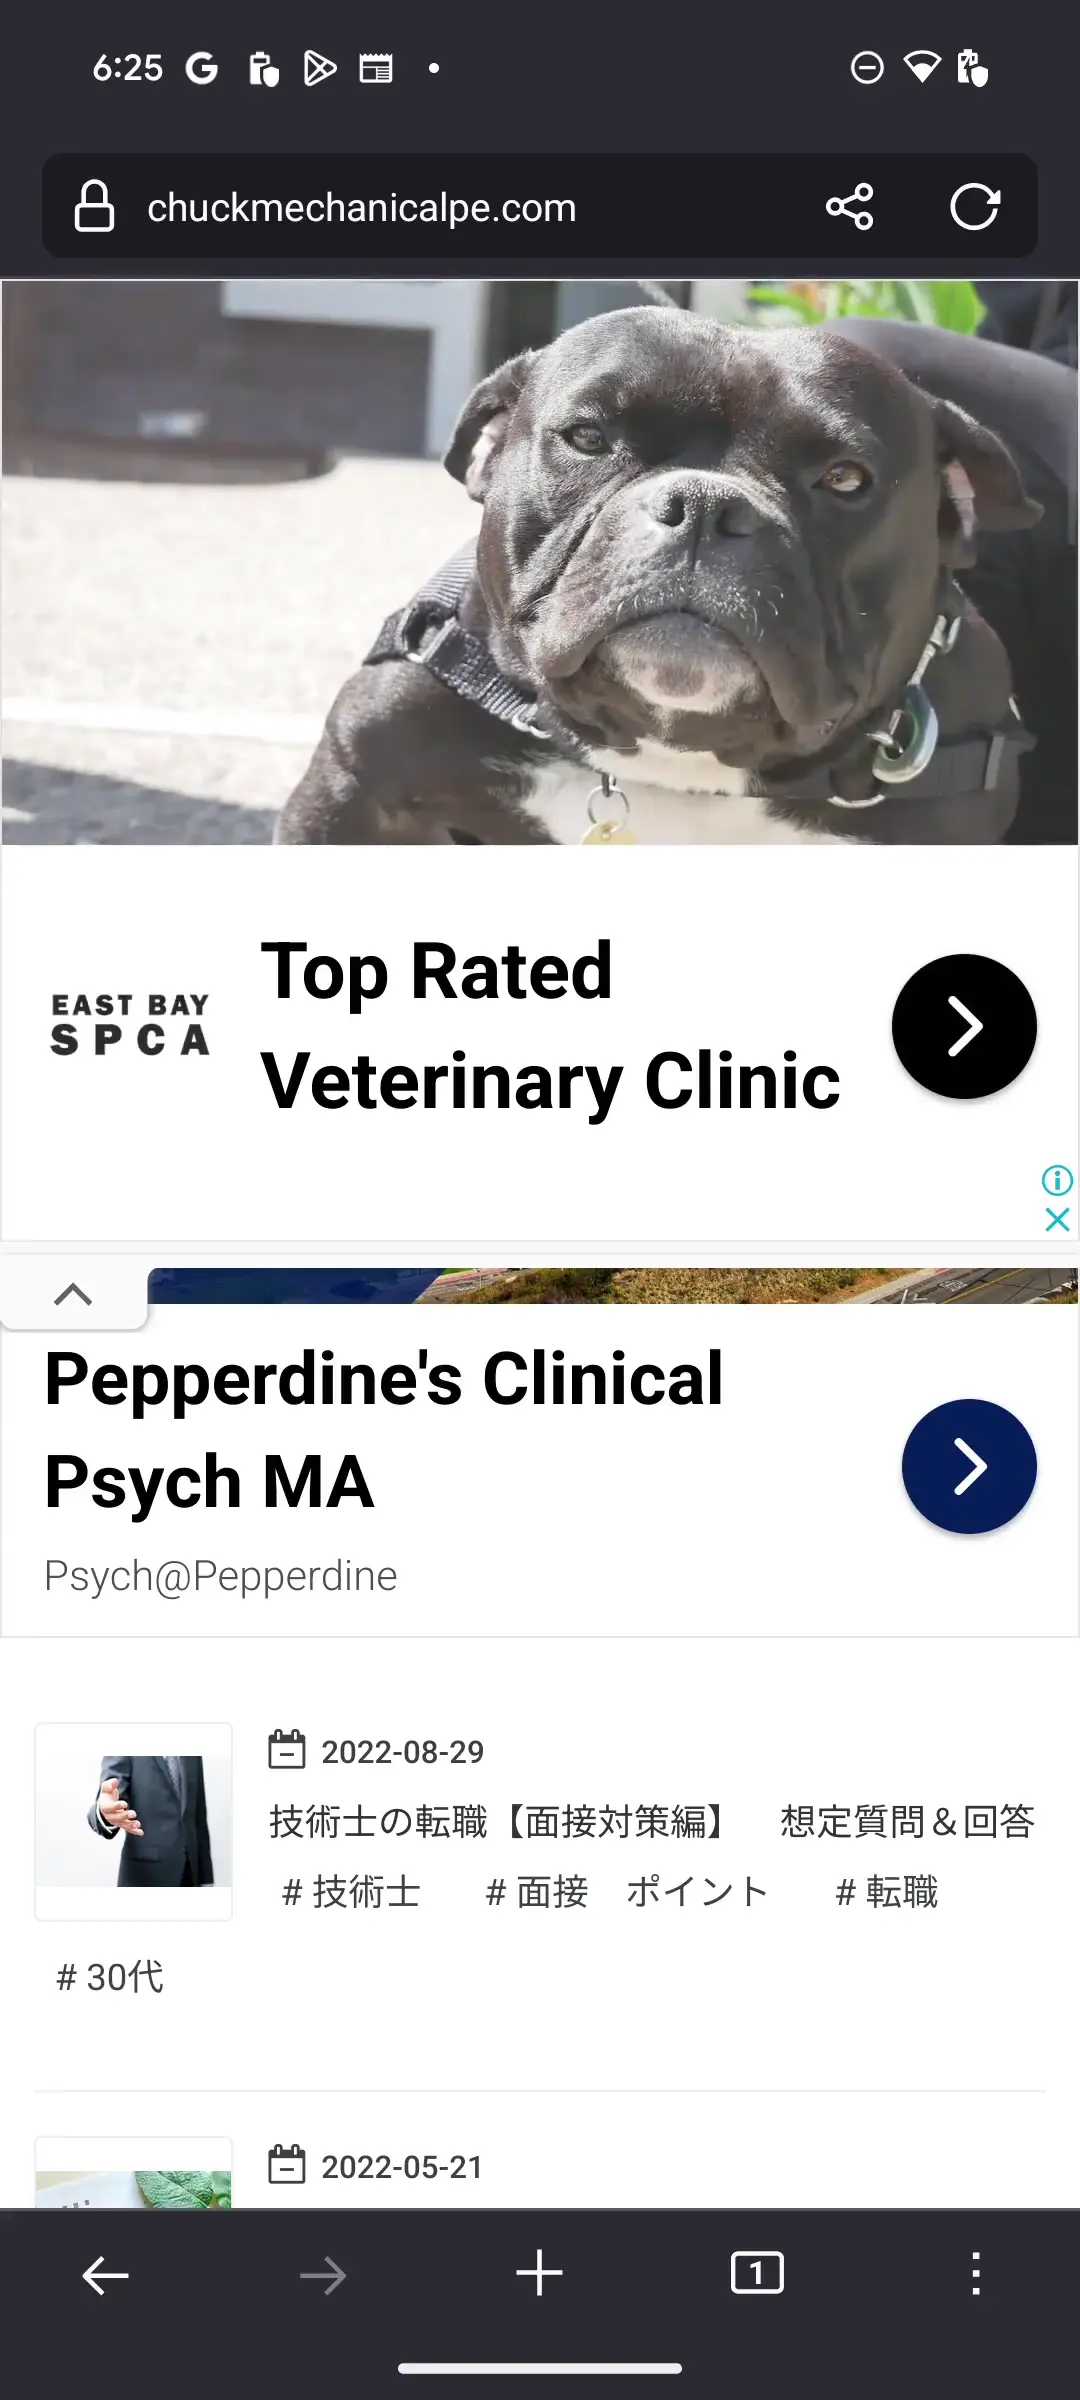 6:25
chuckmechanicalpe.com
EAST BAY
SPCA
Top Rated
Veterinary Clinic
Pepperdine's Clinical
Psych MA
Psych@Pepperdine
2022-08-29
技術士の転職【面接対策編】　想定質問＆回答
# 技術士 # 面接　ポイント # 転職
# 30代
2022-05-21
1